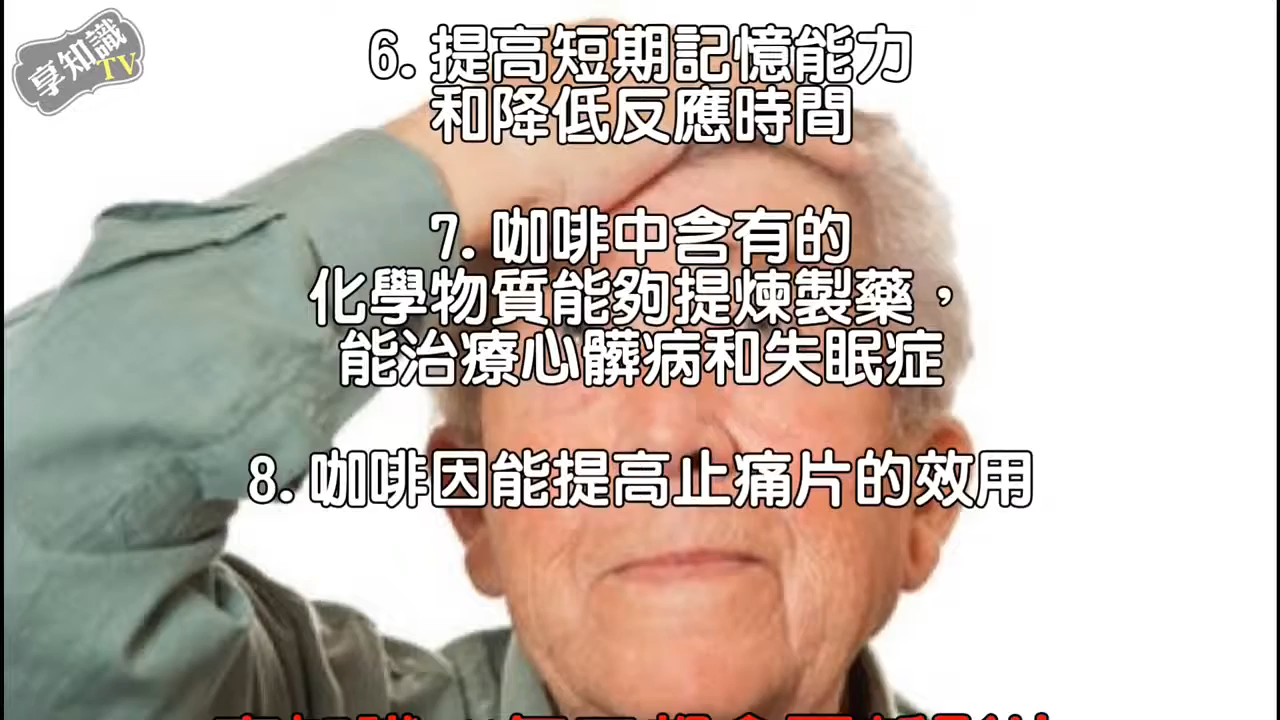 享知識
TV
6.提高短期記憶能力
和降低反應時間
7.咖啡中含有的
化學物質能夠提煉製藥，
能治療心髒病和失眠症
8.咖啡因能提高止痛片的效用